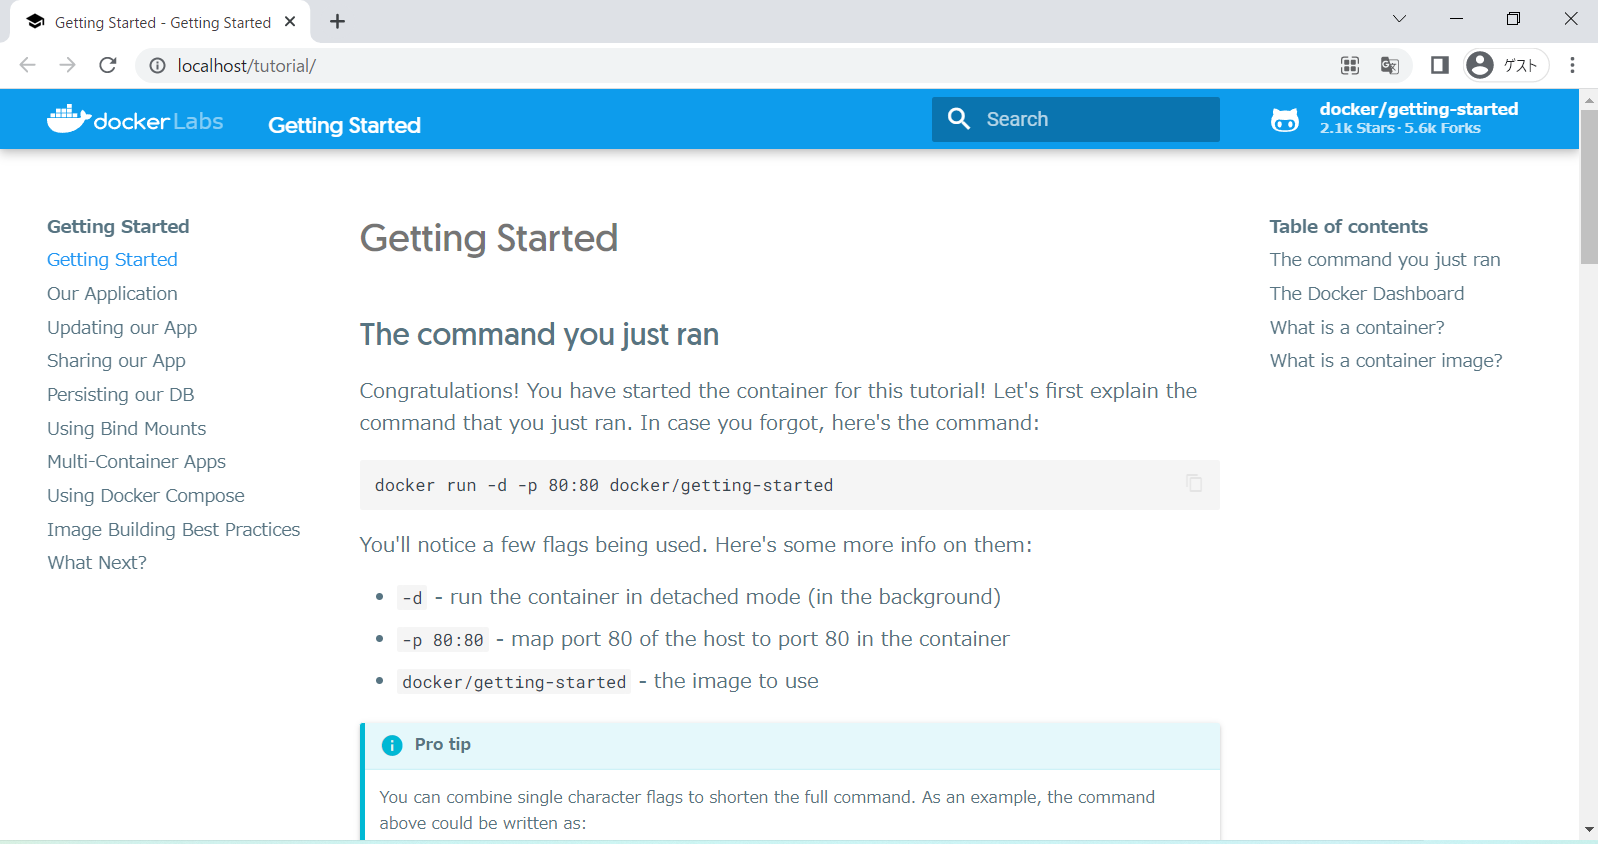 Getting Started - Getting Started
localhost/tutorial/
ゲスト
docker Labs
Getting Started
Search
docker/getting-started
2.1k Stars · 5.6k Forks
Getting Started
Getting Started
Our Application
Updating our App
Sharing our App
Persisting our DB
Using Bind Mounts
Multi-Container Apps
Using Docker Compose
Image Building Best Practices
What Next?
Getting Started
The command you just ran
Congratulations! You have started the container for this tutorial! Let's first explain the
command that you just ran. In case you forgot, here's the command:
docker run -d -p 80:80 docker/getting-started
You'll notice a few flags being used. Here's some more info on them:
-d - run the container in detached mode (in the background)
-p 80:80 - map port 80 of the host to port 80 in the container
docker/getting-started - the image to use
Pro tip
You can combine single character flags to shorten the full command. As an example, the command
above could be written as:
Table of contents
The command you just ran
The Docker Dashboard
What is a container?
What is a container image?